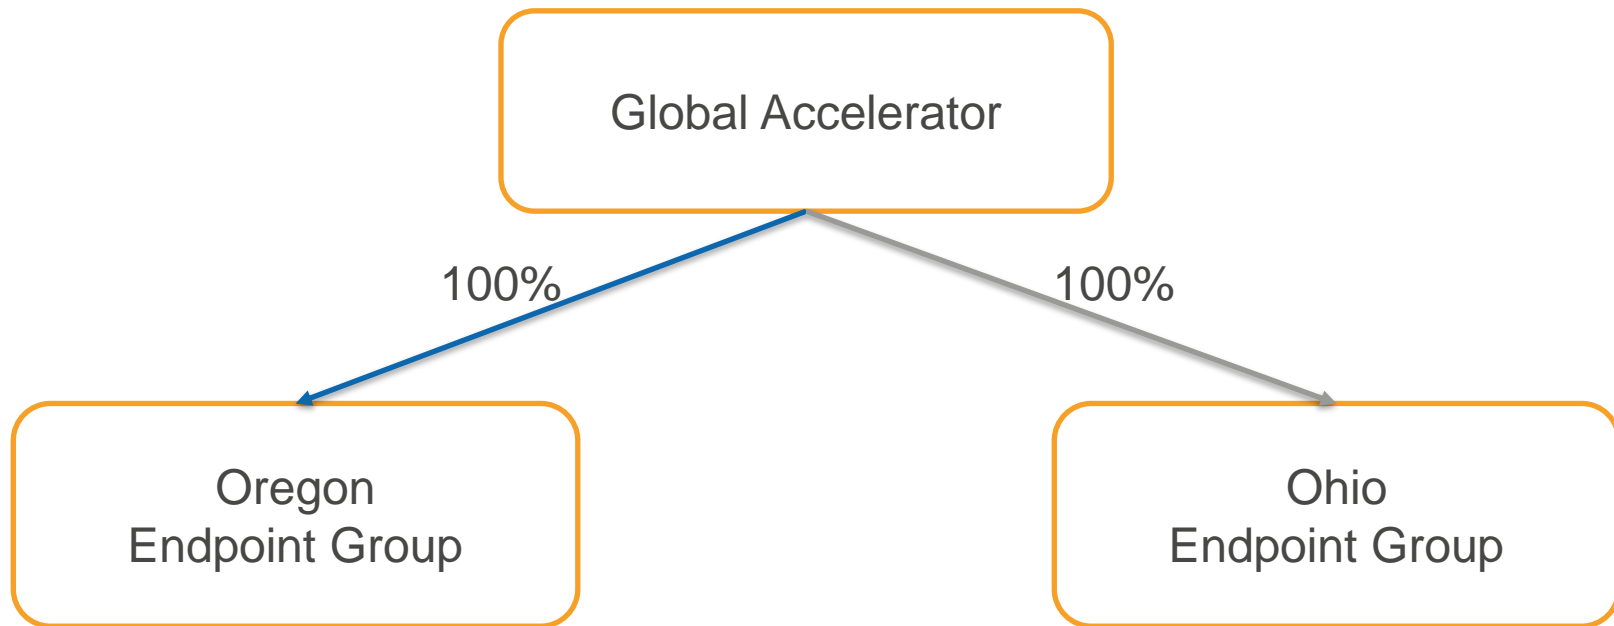 Global Accelerator
100%
100%
Oregon
Endpoint Group
Ohio
Endpoint Group